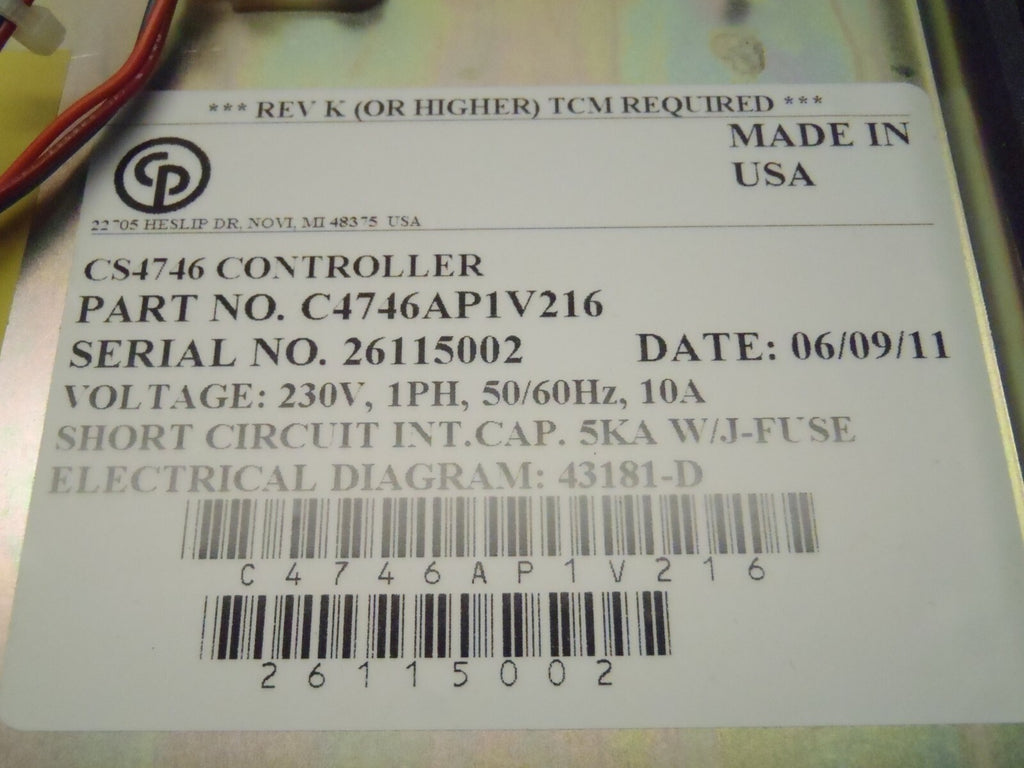 *** REV K (OR HIGHER) TCM REQUIRED ***
CP
MADE IN
USA
22705 HESLIP DR, NOVI, MI 48375 USA
CS4746 CONTROLLER
PART NO. C4746AP1V216
SERIAL NO. 26115002 DATE: 06/09/11
VOLTAGE: 230V, 1PH, 50/60Hz, 10A
SHORT CIRCUIT INT.CAP. 5KA W/J-FUSE
ELECTRICAL DIAGRAM: 43181-D
C4746AP1V216
26115002